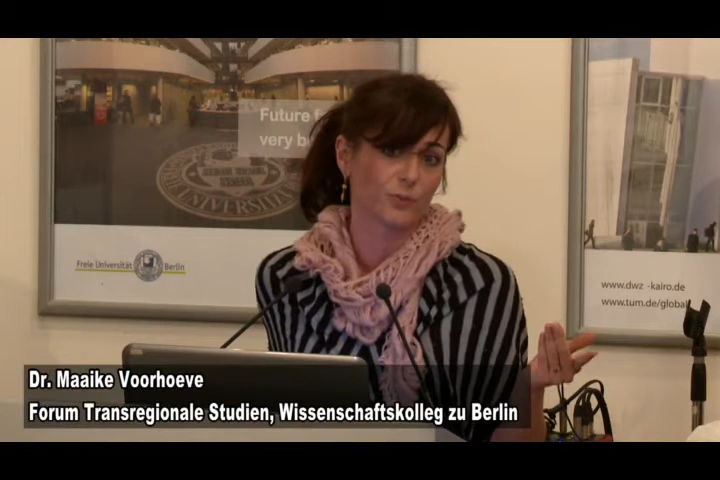 Future f
very b
Freie Universität Berlin
www.dwz -kairo.de
www.tum.de/global
Dr. Maaike Voorhoeve
Forum Transregionale Studien, Wissenschaftskolleg zu Berlin